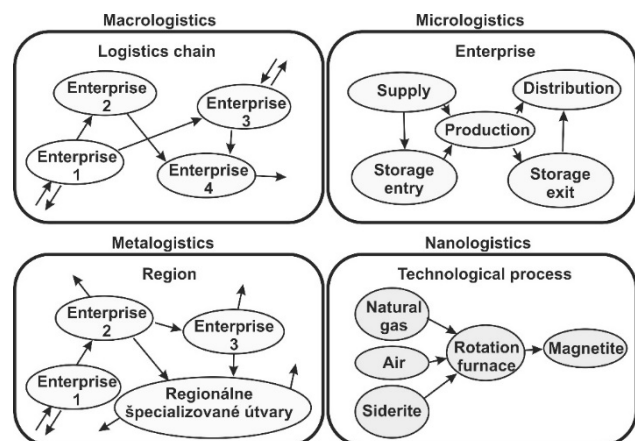 Macrologistics
Logistics chain
Enterprise
2
Enterprise
3
Enterprise
1
Enterprise
4
Micrologistics
Enterprise
Supply
Distribution
Production
Storage
entry
Storage
exit
Metalogistics
Region
Enterprise
2
Enterprise
3
Enterprise
1
Regionálne
špecializované útvary
Nanologistics
Technological process
Natural
gas
Air
Rotation
furnace
Magnetite
Siderite